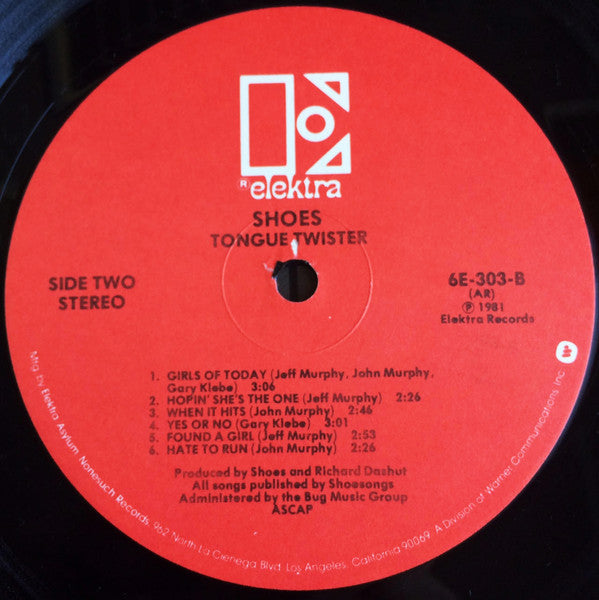 ® elektra
SHOES
TONGUE TWISTER
SIDE TWO
STEREO
6E-303-B
(AR)
℗ 1981
Elektra Records
1. GIRLS OF TODAY (Jeff Murphy, John Murphy,
Gary Klebe) 3:06
2. HOPIN' SHE'S THE ONE (Jeff Murphy) 2:26
3. WHEN IT HITS (John Murphy) 2:46
4. YES OR NO (Gary Klebe) 3:01
5. FOUND A GIRL (Jeff Murphy) 2:53
6. HATE TO RUN (John Murphy) 2:26
Produced by Shoes and Richard Dashut
All songs published by Shoesongs
Administered by the Bug Music Group
ASCAP
Mfg. by Elektra Asylum Nonesuch Records, 962 North La Cienega Blvd. Los Angeles, California 90069. A Division of Warner Communications Inc.